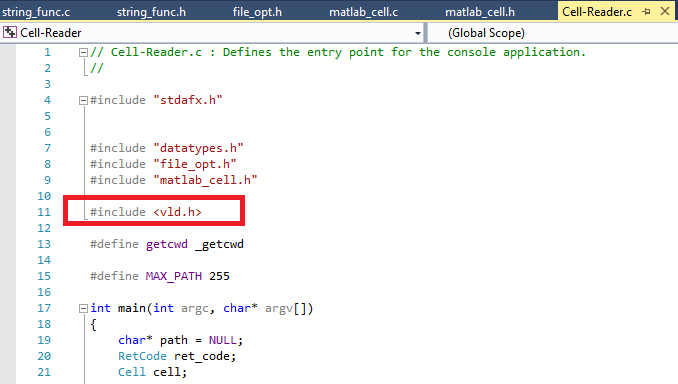 string_func.c string_func.h file_opt.h matlab_cell.c matlab_cell.h Cell-Reader.c
Cell-Reader (Global Scope)
1 // Cell-Reader.c : Defines the entry point for the console application.
2 //
3
4 #include "stdafx.h"
5
6
7 #include "datatypes.h"
8 #include "file_opt.h"
9 #include "matlab_cell.h"
10
11 #include <vld.h>
12
13 #define getcwd _getcwd
14
15 #define MAX_PATH 255
16
17 int main(int argc, char* argv[])
18 {
19 char* path = NULL;
20 RetCode ret_code;
21 Cell cell;